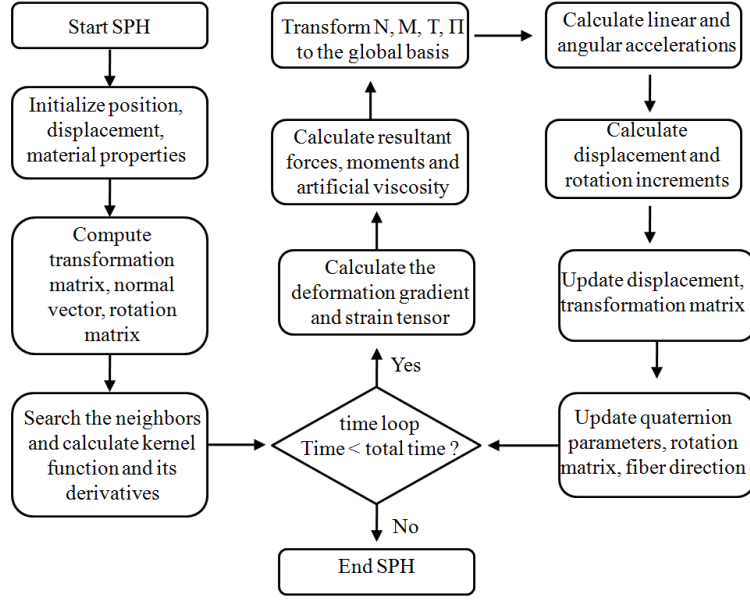 Start SPH
Initialize position,
displacement,
material properties
Compute
transformation
matrix, normal
vector, rotation
matrix
Search the neighbors
and calculate kernel
function and its
derivatives
time loop
Time < total time ?
Yes
No
End SPH
Calculate the
deformation gradient
and strain tensor
Calculate resultant
forces, moments and
artificial viscosity
Transform N, M, T, Π
to the global basis
Calculate linear and
angular accelerations
Calculate
displacement and
rotation increments
Update displacement,
transformation matrix
Update quaternion
parameters, rotation
matrix, fiber direction